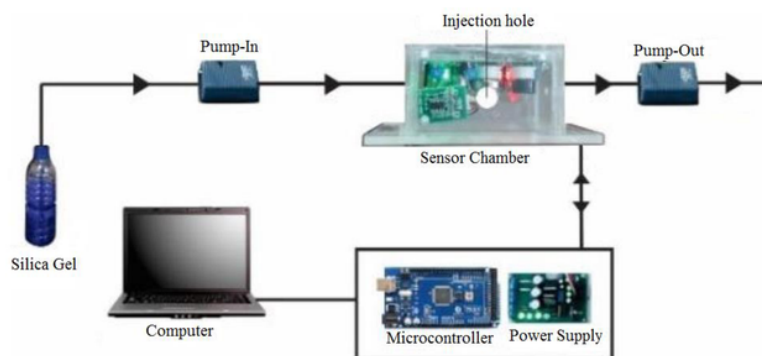 Injection hole
Pump-In
Pump-Out
Sensor Chamber
Silica Gel
Computer
Microcontroller
Power Supply